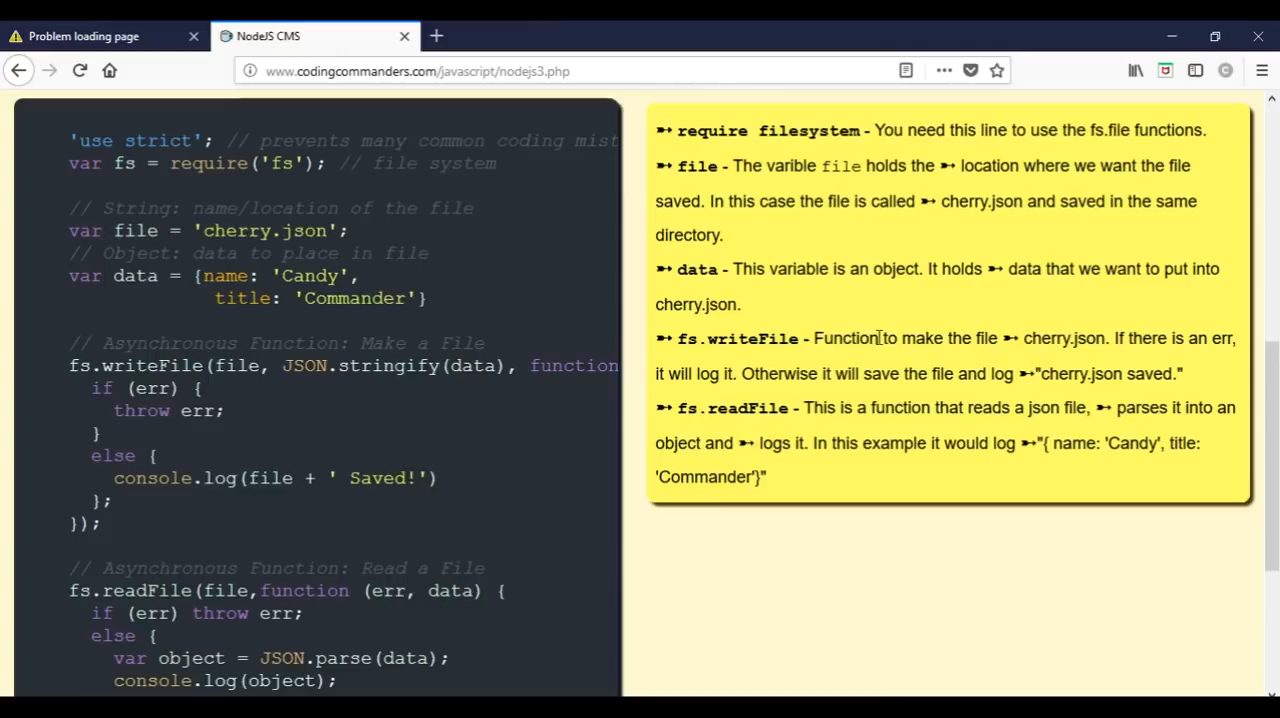 Problem loading page
NodeJS CMS
www.codingcommanders.com/javascript/nodejs3.php
'use strict'; // prevents many common coding mist
var fs = require('fs'); // file system
// String: name/location of the file
var file = 'cherry.json';
// Object: data to place in file
var data = {name: 'Candy',
title: 'Commander'}
// Asynchronous Function: Make a File
fs.writeFile(file, JSON.stringify(data), function
if (err) {
throw err;
}
else {
console.log(file + ' Saved!')
};
});
// Asynchronous Function: Read a File
fs.readFile(file,function (err, data) {
if (err) throw err;
else {
var object = JSON.parse(data);
console.log(object);
➵ require filesystem - You need this line to use the fs.file functions.
➵ file - The varible file holds the ➵ location where we want the file
saved. In this case the file is called ➵ cherry.json and saved in the same
directory.
➵ data - This variable is an object. It holds ➵ data that we want to put into
cherry.json.
➵ fs.writeFile - Function to make the file ➵ cherry.json. If there is an err,
it will log it. Otherwise it will save the file and log ➵"cherry.json saved."
➵ fs.readFile - This is a function that reads a json file, ➵ parses it into an
object and ➵ logs it. In this example it would log ➵"{ name: 'Candy', title:
'Commander'}"